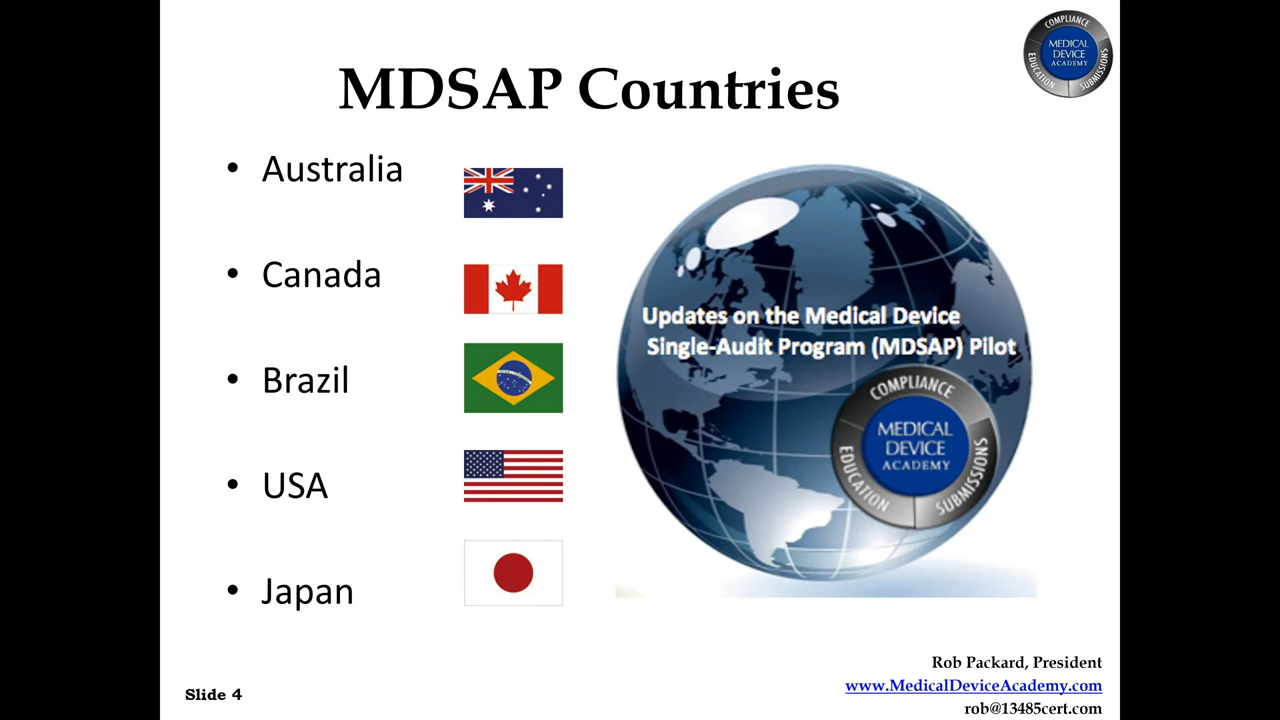 MDSAP Countries
COMPLIANCE
MEDICAL
DEVICE
ACADEMY
EDUCATION
SUBMISSIONS
• Australia
• Canada
• Brazil
• USA
• Japan
Updates on the Medical Device
Single-Audit Program (MDSAP) Pilot
COMPLIANCE
MEDICAL
DEVICE
ACADEMY
EDUCATION
SUBMISSIONS
Rob Packard, President
www.MedicalDeviceAcademy.com
rob@13485cert.com
Slide 4